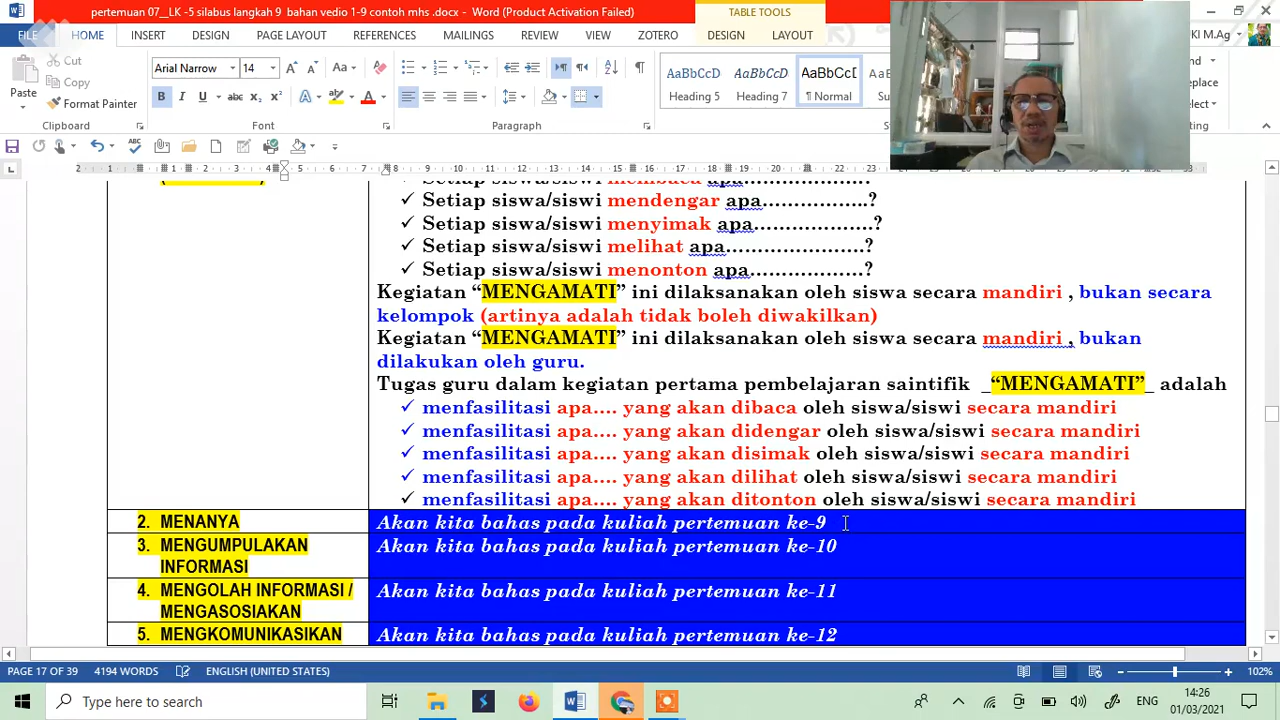 pertemuan 07__LK -5 silabus langkah 9 bahan vedio 1-9 contoh mhs .docx - Word (Product Activation Failed)
TABLE TOOLS
FILE HOME INSERT DESIGN PAGE LAYOUT REFERENCES MAILINGS REVIEW VIEW ZOTERO DESIGN LAYOUT KI M.Ag
Cut
Copy
Format Painter
Paste
Arial Narrow 14
AaBbCcD AaBbCcD AaBbCcD
Heading 5 Heading 7 ¶ Normal
Clipboard Font Paragraph
Setiap siswa/siswi membaca apa……………….?
Setiap siswa/siswi mendengar apa……………..?
Setiap siswa/siswi menyimak apa……………….?
Setiap siswa/siswi melihat apa………………….?
Setiap siswa/siswi menonton apa……………….?
Kegiatan “MENGAMATI” ini dilaksanakan oleh siswa secara mandiri , bukan secara
kelompok (artinya adalah tidak boleh diwakilkan)
Kegiatan “MENGAMATI” ini dilaksanakan oleh siswa secara mandiri , bukan
dilakukan oleh guru.
Tugas guru dalam kegiatan pertama pembelajaran saintifik _“MENGAMATI”_ adalah
menfasilitasi apa…. yang akan dibaca oleh siswa/siswi secara mandiri
menfasilitasi apa…. yang akan didengar oleh siswa/siswi secara mandiri
menfasilitasi apa…. yang akan disimak oleh siswa/siswi secara mandiri
menfasilitasi apa…. yang akan dilihat oleh siswa/siswi secara mandiri
menfasilitasi apa…. yang akan ditonton oleh siswa/siswi secara mandiri
2. MENANYA Akan kita bahas pada kuliah pertemuan ke-9
3. MENGUMPULAKAN Akan kita bahas pada kuliah pertemuan ke-10
INFORMASI
4. MENGOLAH INFORMASI / Akan kita bahas pada kuliah pertemuan ke-11
MENGASOSIAKAN
5. MENGKOMUNIKASIKAN Akan kita bahas pada kuliah pertemuan ke-12
PAGE 17 OF 39 4194 WORDS ENGLISH (UNITED STATES) 102%
Type here to search
ENG
14:26
01/03/2021